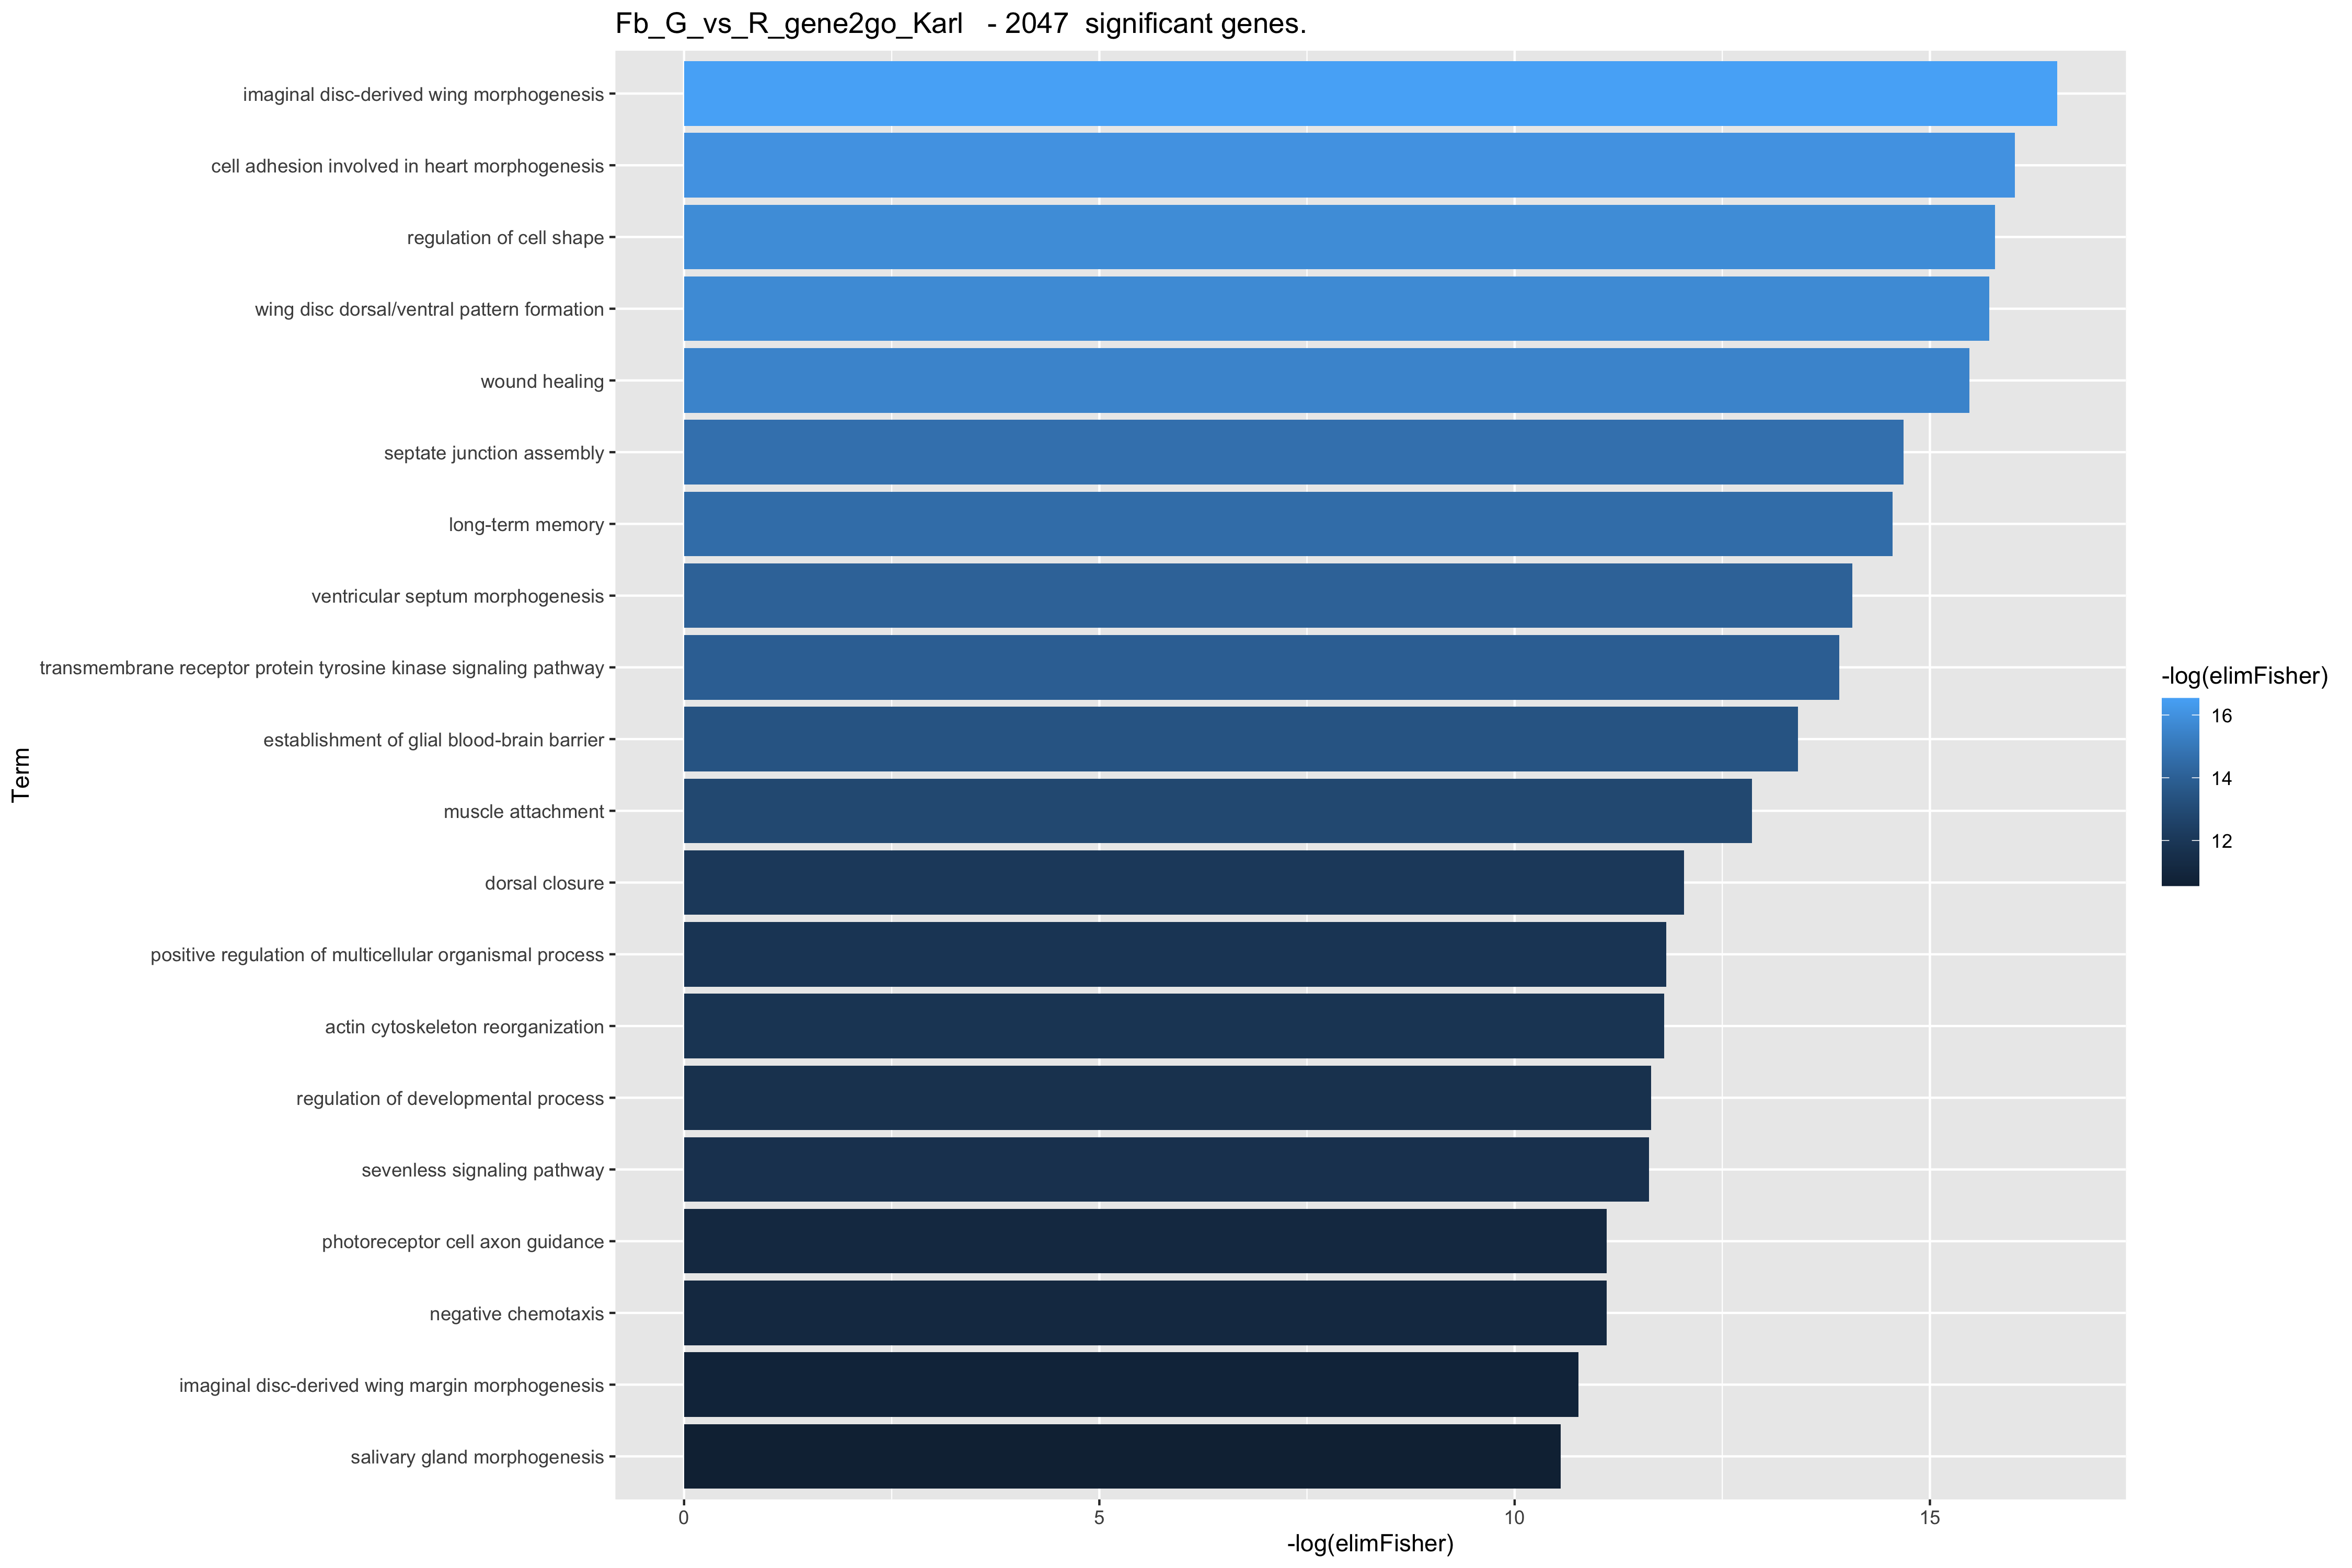 Fb_G_vs_R_gene2go_Karl   - 2047  significant genes.
imaginal disc-derived wing morphogenesis
cell adhesion involved in heart morphogenesis
regulation of cell shape
wing disc dorsal/ventral pattern formation
wound healing
septate junction assembly
long-term memory
ventricular septum morphogenesis
transmembrane receptor protein tyrosine kinase signaling pathway
establishment of glial blood-brain barrier
muscle attachment
dorsal closure
positive regulation of multicellular organismal process
actin cytoskeleton reorganization
regulation of developmental process
sevenless signaling pathway
photoreceptor cell axon guidance
negative chemotaxis
imaginal disc-derived wing margin morphogenesis
salivary gland morphogenesis
Term
0 5 10 15
-log(elimFisher)
-log(elimFisher)
16
14
12